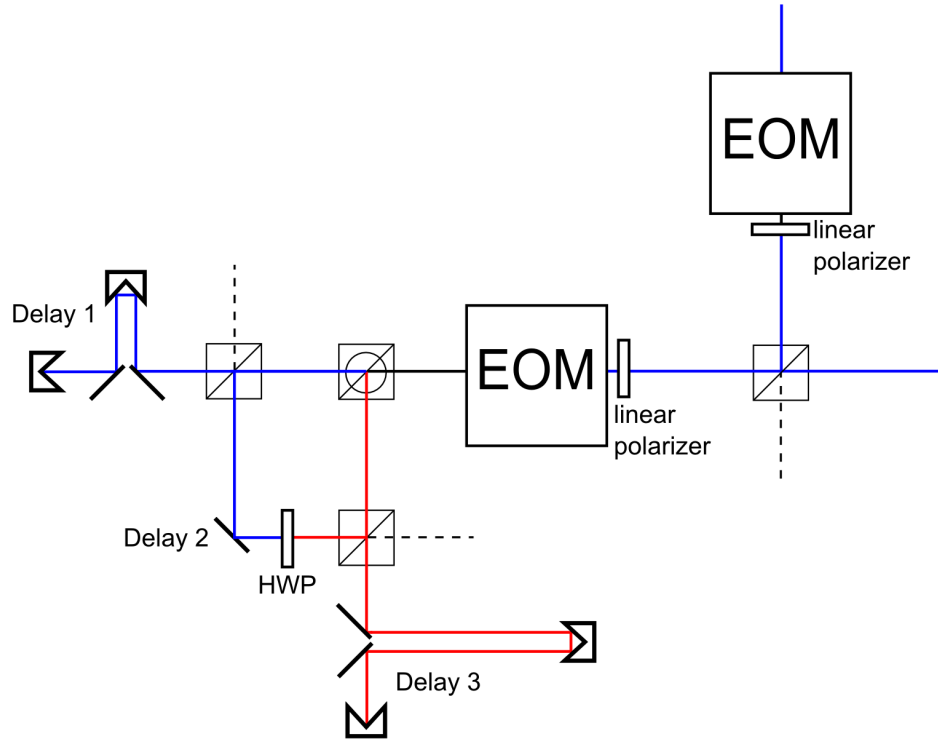 EOM
linear
polarizer
Delay 1
EOM
linear
polarizer
Delay 2
HWP
Delay 3